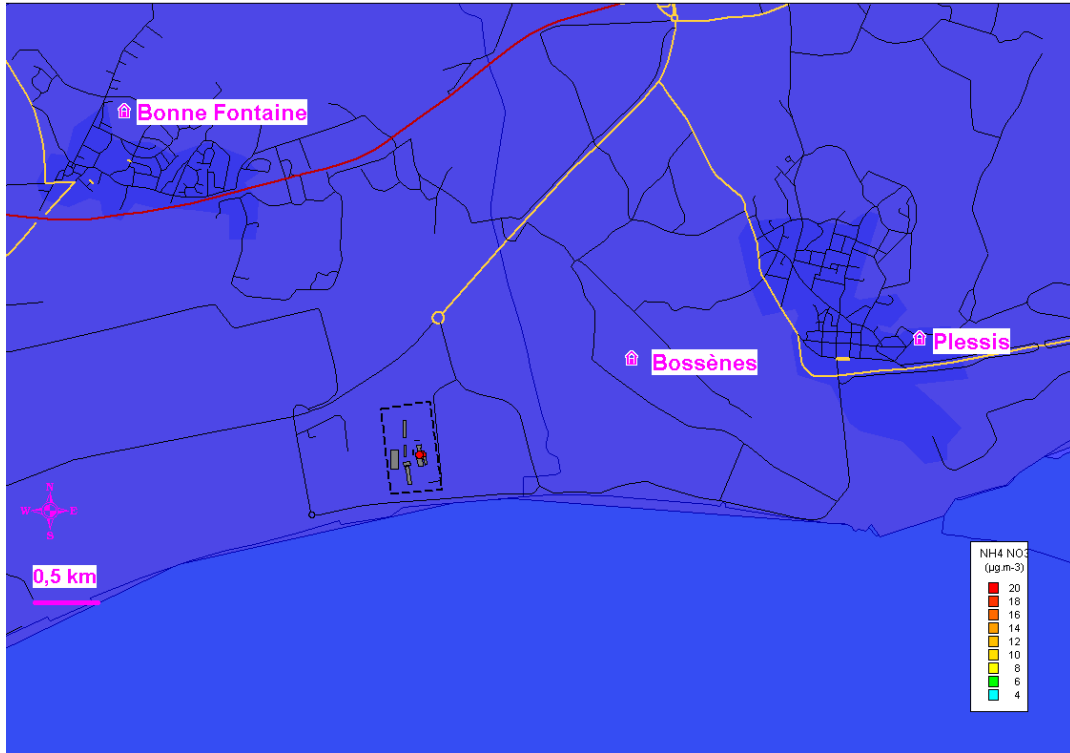 Bonne Fontaine
Plessis
Bossènes
N
W E
S
0,5 km
NH4 NO3
(µg.m-3)
20
18
16
14
12
10
8
6
4